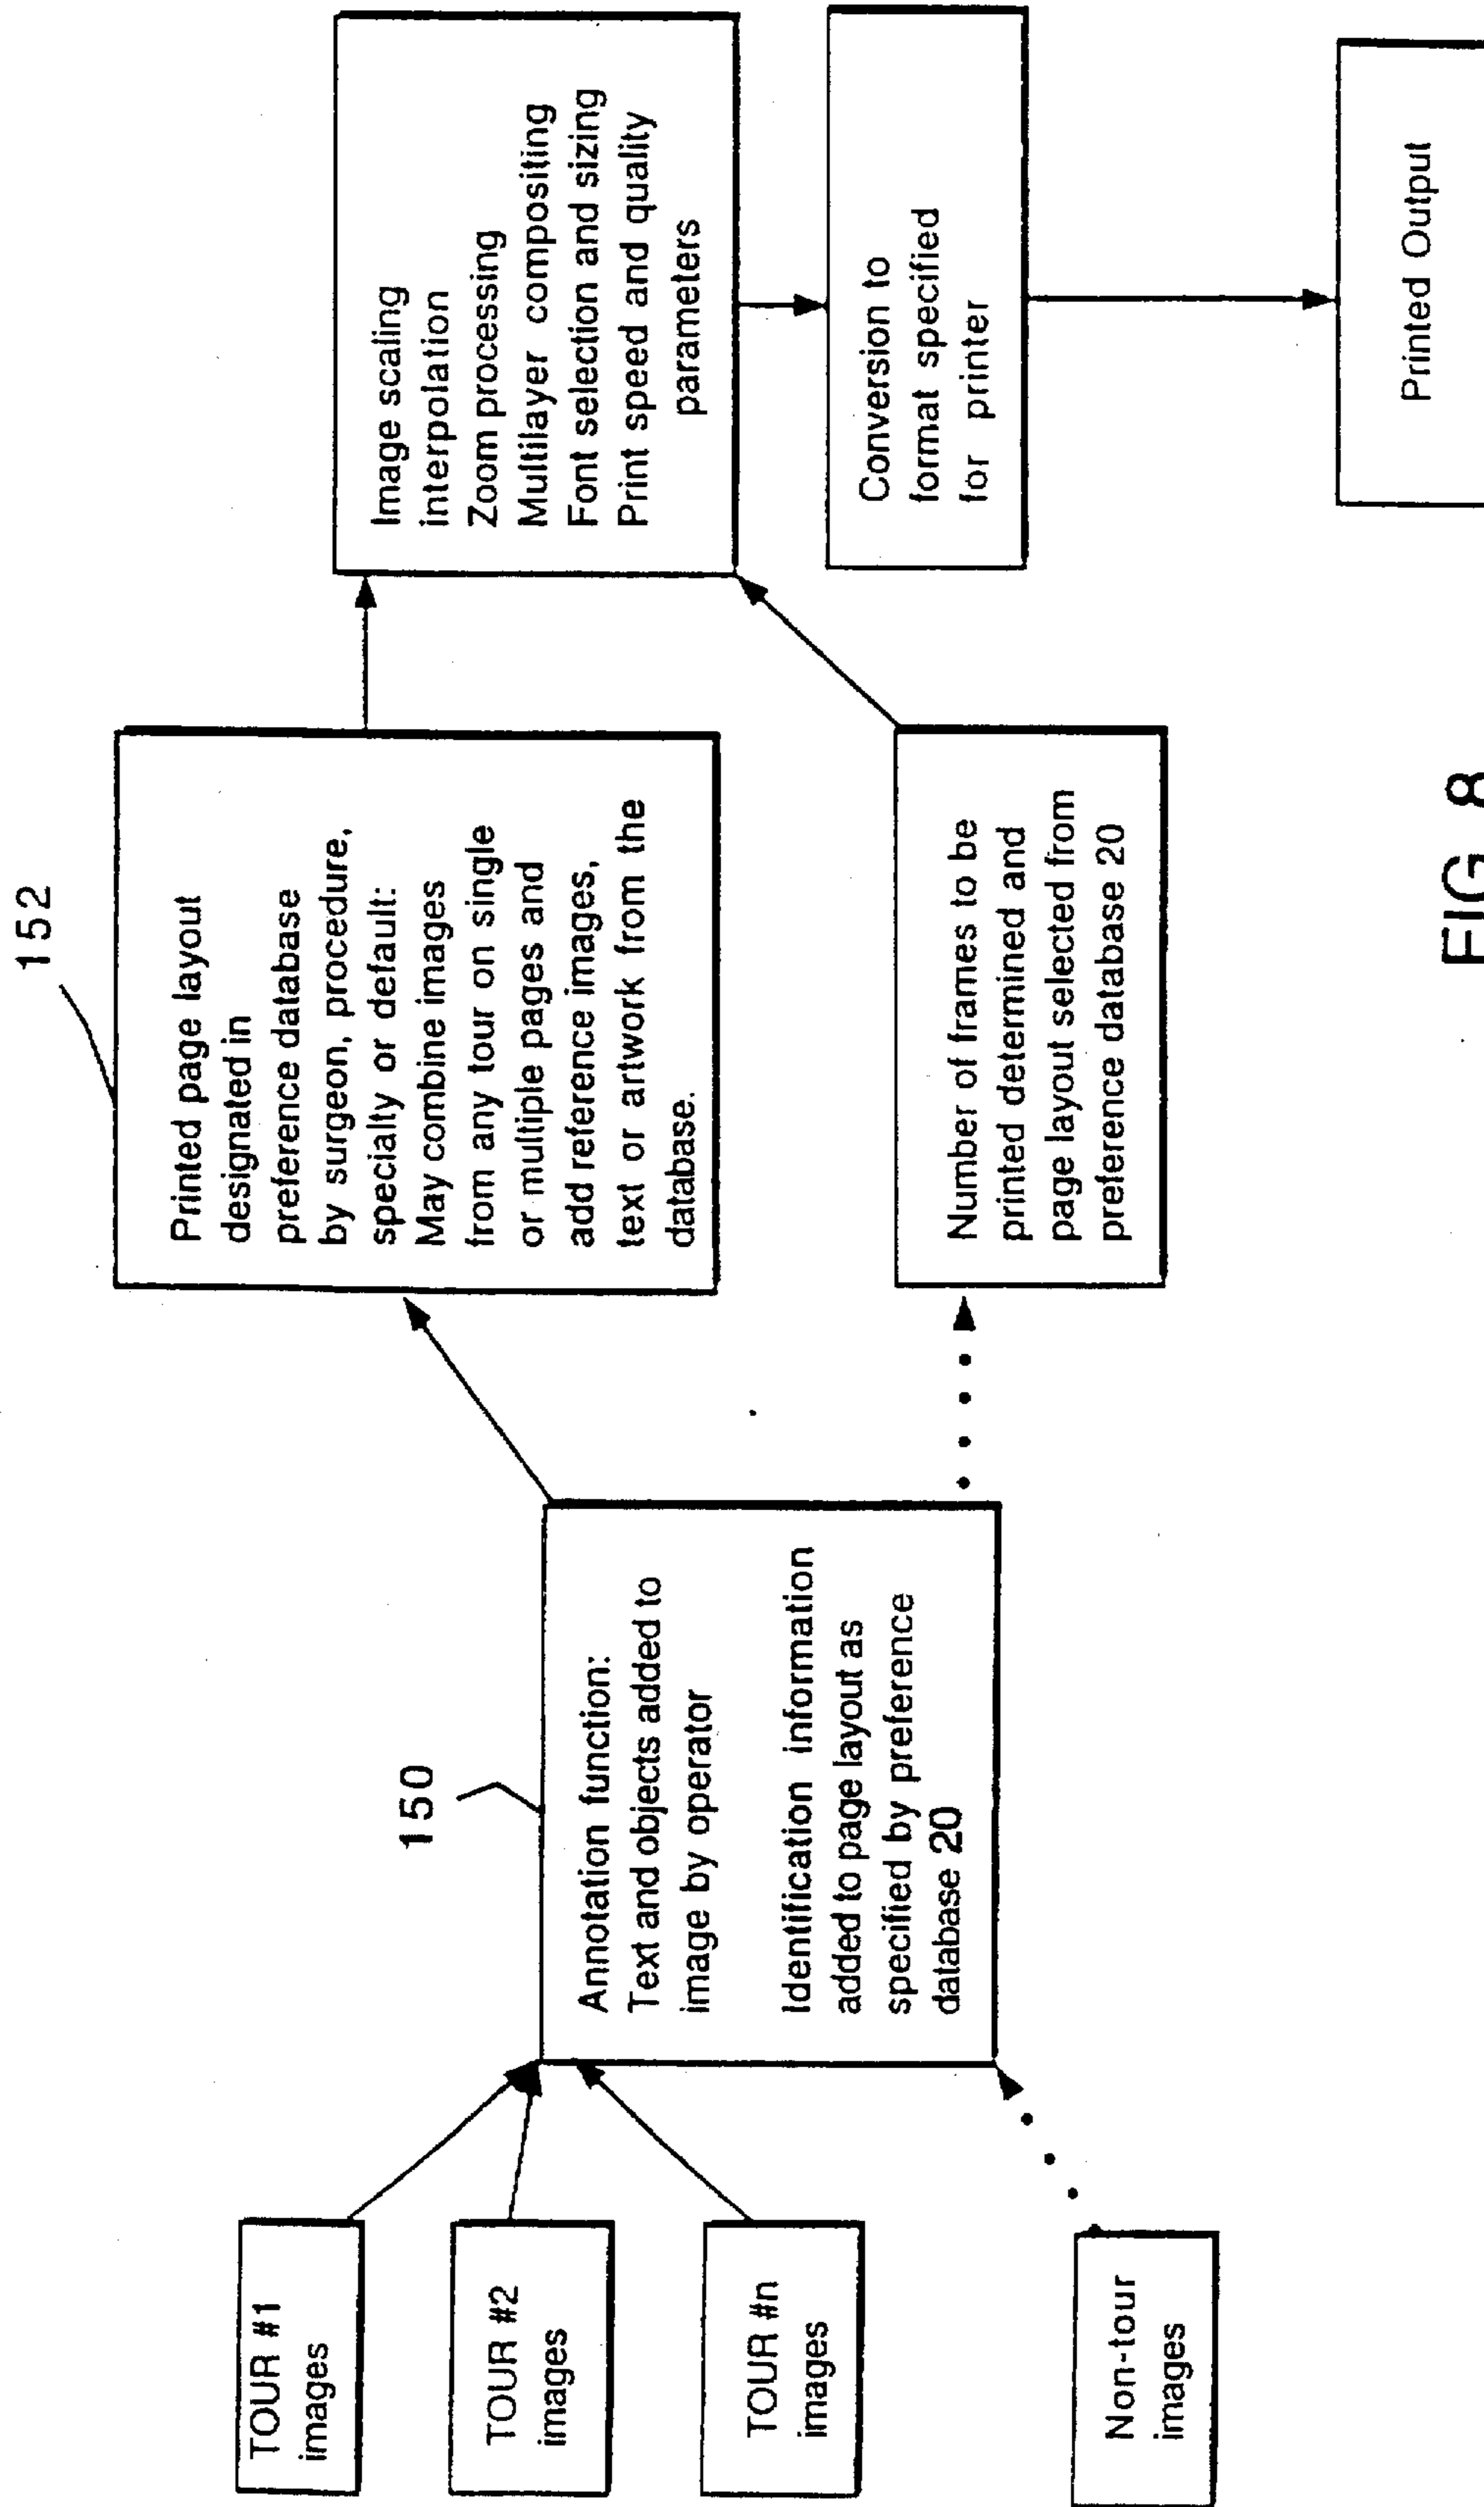 TOUR #1
images
TOUR #2
images
TOUR #n
images
Non-tour
images
150
Annotation function:
Text and objects added to
image by operator
Identification information
added to page layout as
specified by preference
database 20
152
Printed page layout
designated in
preference database
by surgeon, procedure,
specialty or default:
May combine images
from any tour on single
or multiple pages and
add reference images,
text or artwork from the
database.
Number of frames to be
printed determined and
page layout selected from
preference database 20
Image scaling
interpolation
Zoom processing
Multilayer compositing
Font selection and sizing
Print speed and quality
parameters
Conversion to
format specified
for printer
Printed Output
FIG. 8